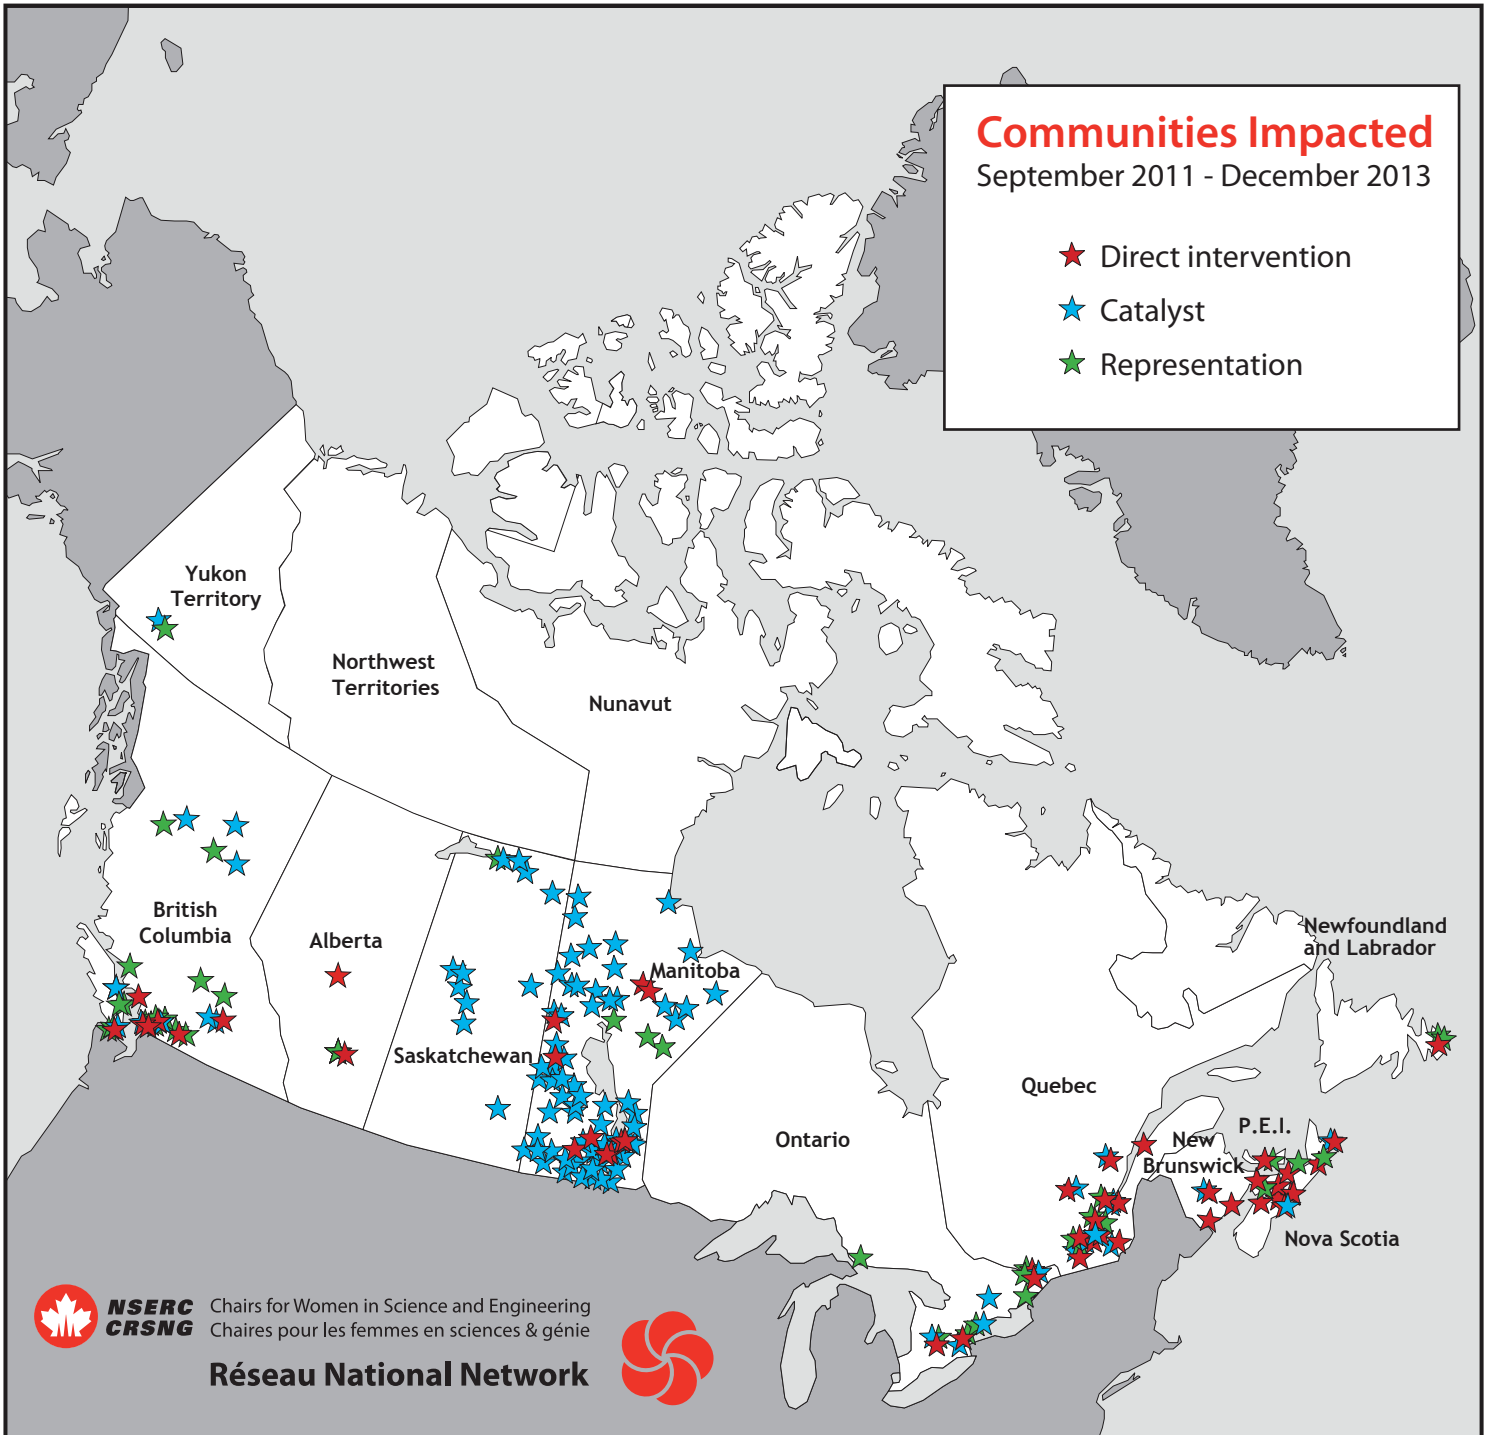 Communities Impacted
September 2011 - December 2013
Direct intervention
Catalyst
Representation
Yukon
Territory
Northwest
Territories
Nunavut
British
Columbia
Alberta
Saskatchewan
Manitoba
Ontario
Quebec
Newfoundland
and Labrador
P.E.I.
New
Brunswick
Nova Scotia
NSERC
CRSNG
Chairs for Women in Science and Engineering
Chaires pour les femmes en sciences & génie
Réseau National Network